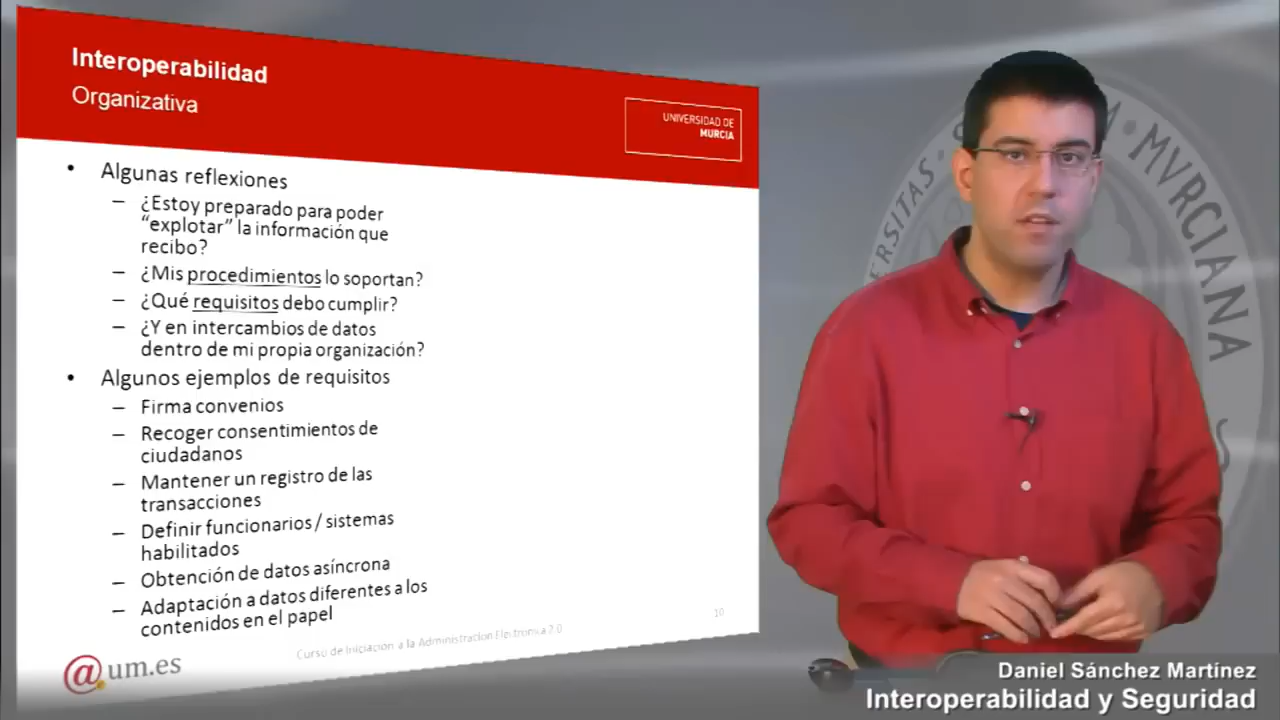 Interoperabilidad
Organizativa
UNIVERSIDAD DE
MURCIA
• Algunas reflexiones
– ¿Estoy preparado para poder
“explotar” la información que
recibo?
– ¿Mis procedimientos lo soportan?
– ¿Qué requisitos debo cumplir?
– ¿Y en intercambios de datos
dentro de mi propia organización?
• Algunos ejemplos de requisitos
– Firma convenios
– Recoger consentimientos de
ciudadanos
– Mantener un registro de las
transacciones
– Definir funcionarios / sistemas
habilitados
– Obtención de datos asíncrona
– Adaptación a datos diferentes a los
contenidos en el papel
Curso de Iniciación a la Administración Electrónica 2.0
10
@um.es
MVRCIANA
Daniel Sánchez Martínez
Interoperabilidad y Seguridad